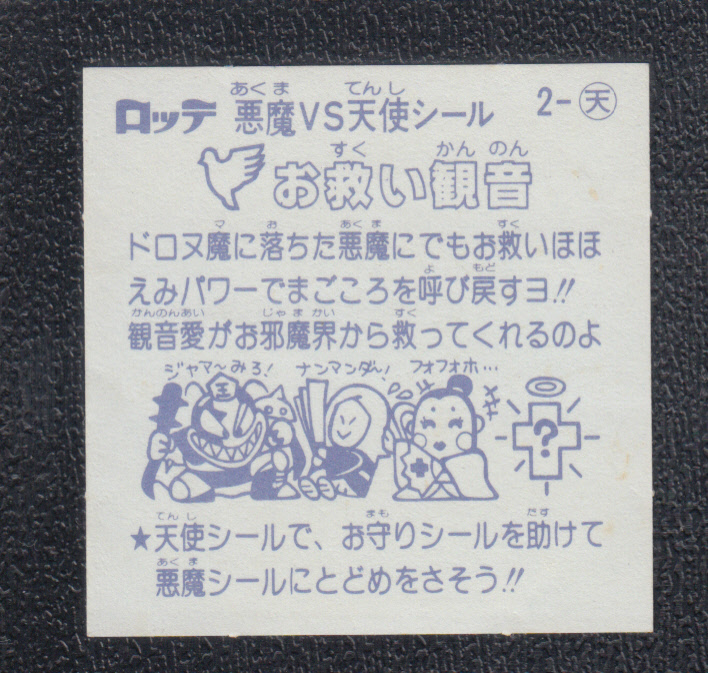 ロッテ 悪魔VS天使シール 2-天
お救い観音
ドロヌ魔に落ちた悪魔にでもお救いほほ
えみパワーでまごころを呼び戻すヨ!!
観音愛がお邪魔界から救ってくれるのよ
ジャマ〜みろ! ナンマンダ〜! フォフォホ…
?
★天使シールで、お守りシールを助けて
悪魔シールにとどめをさそう!!